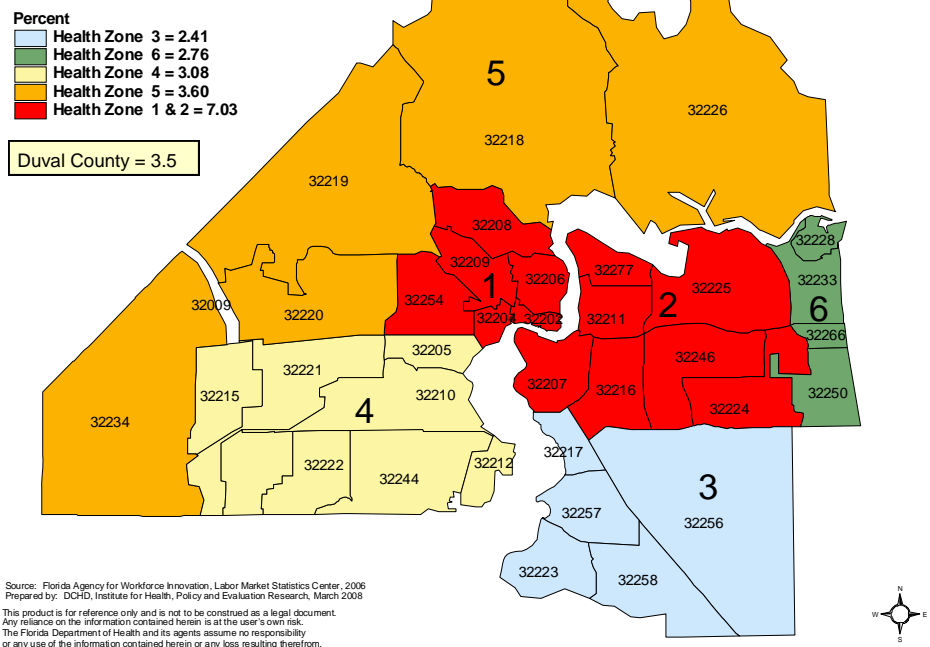 Percent
Health Zone 3 = 2.41
Health Zone 6 = 2.76
Health Zone 4 = 3.08
Health Zone 5 = 3.60
Health Zone 1 & 2 = 7.03
Duval County = 3.5
5
32226
32218
32219
32208
32228
32209
1
32206
32277
32233
32225
32254
2
6
32009
32220
32204
32202
32211
32266
32205
32246
32221
32207
32216
32250
32215
4
32210
32224
32234
32217
32222
32212
32244
3
32257
32256
32223
32258
Source: Florida Agency for Workforce Innovation, Labor Market Statistics Center, 2006
Prepared by: DCHD, Institute for Health, Policy and Evaluation Research, March 2008
This product is for reference only and is not to be construed as a legal document.
Any reliance on the information contained herein is at the user's own risk.
The Florida Department of Health and its agents assume no responsibility
for any use of the information contained herein or any loss resulting therefrom.
N
W E
S